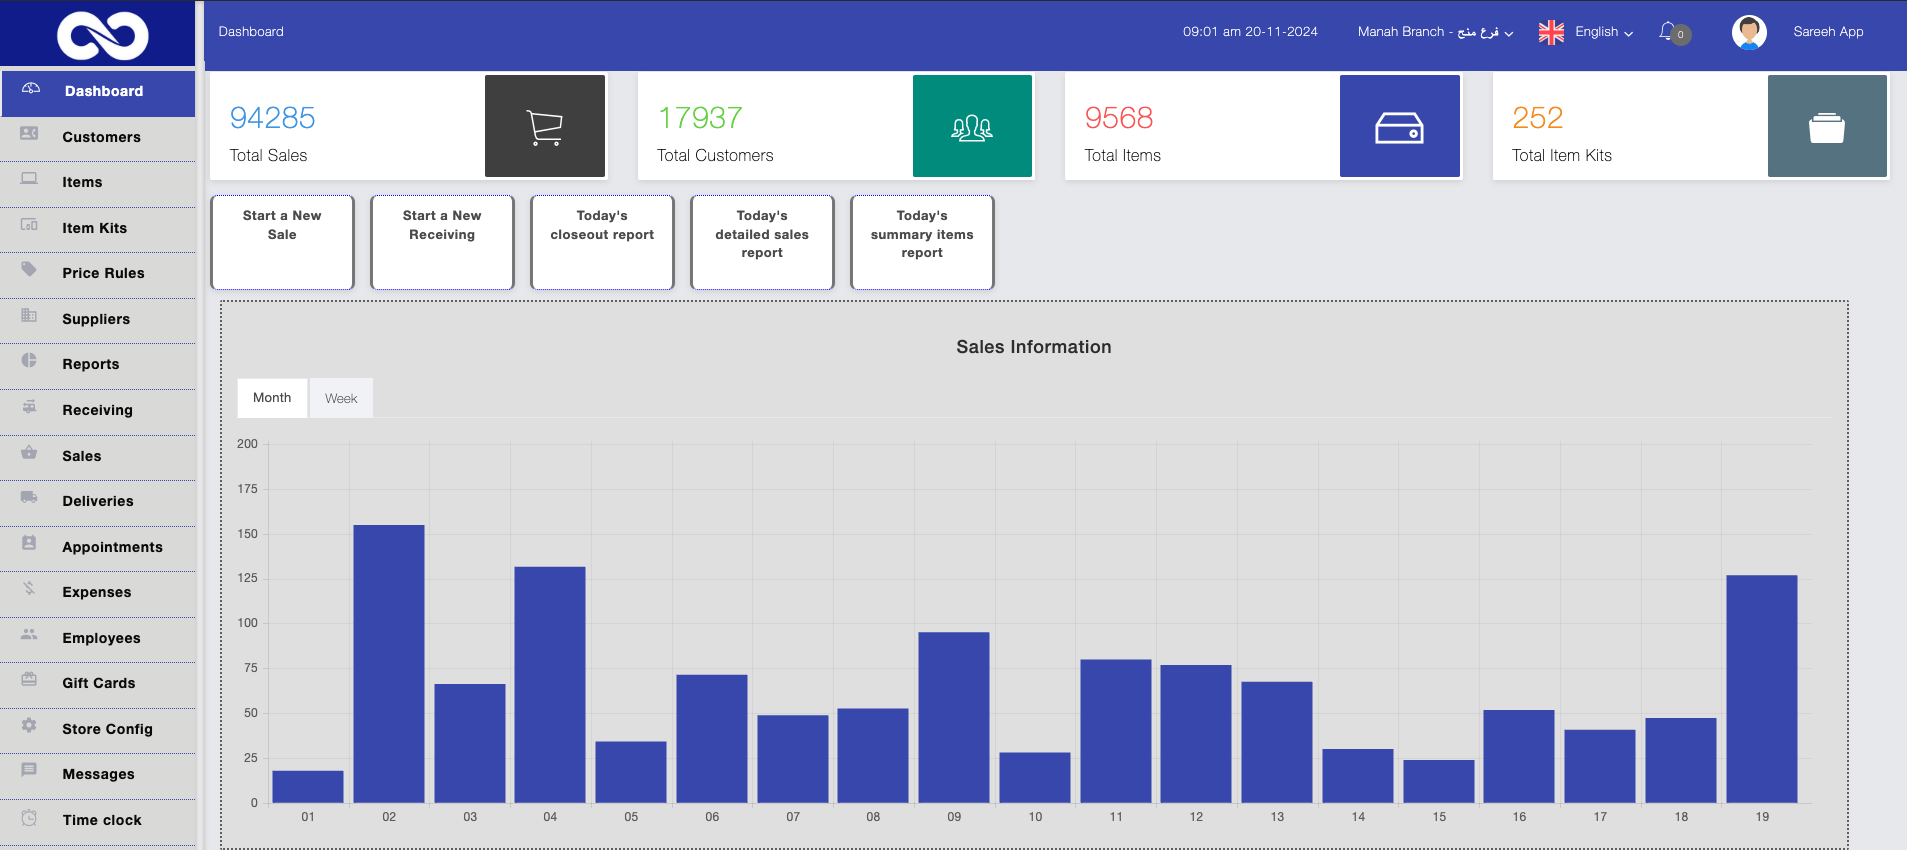 Dashboard
09:01 am 20-11-2024
Manah Branch - فرع منح
English
0
Sareeh App
Dashboard
Customers
Items
Item Kits
Price Rules
Suppliers
Reports
Receiving
Sales
Deliveries
Appointments
Expenses
Employees
Gift Cards
Store Config
Messages
Time clock
94285
Total Sales
17937
Total Customers
9568
Total Items
252
Total Item Kits
Start a New
Sale
Start a New
Receiving
Today's
closeout report
Today's
detailed sales
report
Today's
summary items
report
Sales Information
Month
Week
200
175
150
125
100
75
50
25
0
01 02 03 04 05 06 07 08 09 10 11 12 13 14 15 16 17 18 19